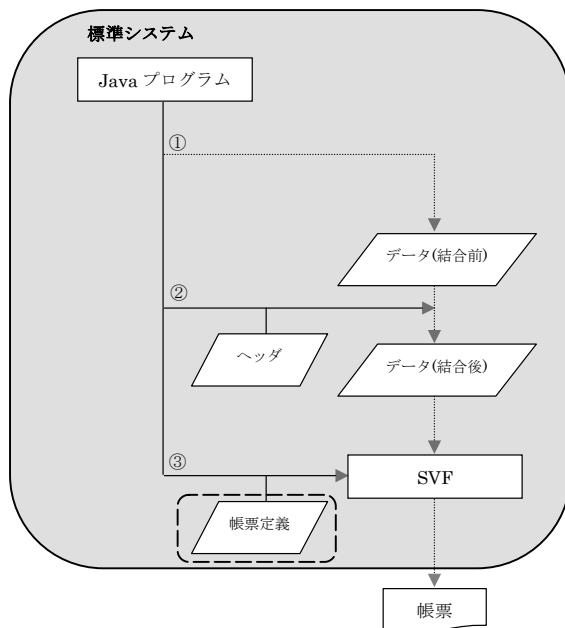 標準システム
Java プログラム
①
データ(結合前)
②
ヘッダ
データ(結合後)
③
SVF
帳票定義
帳票